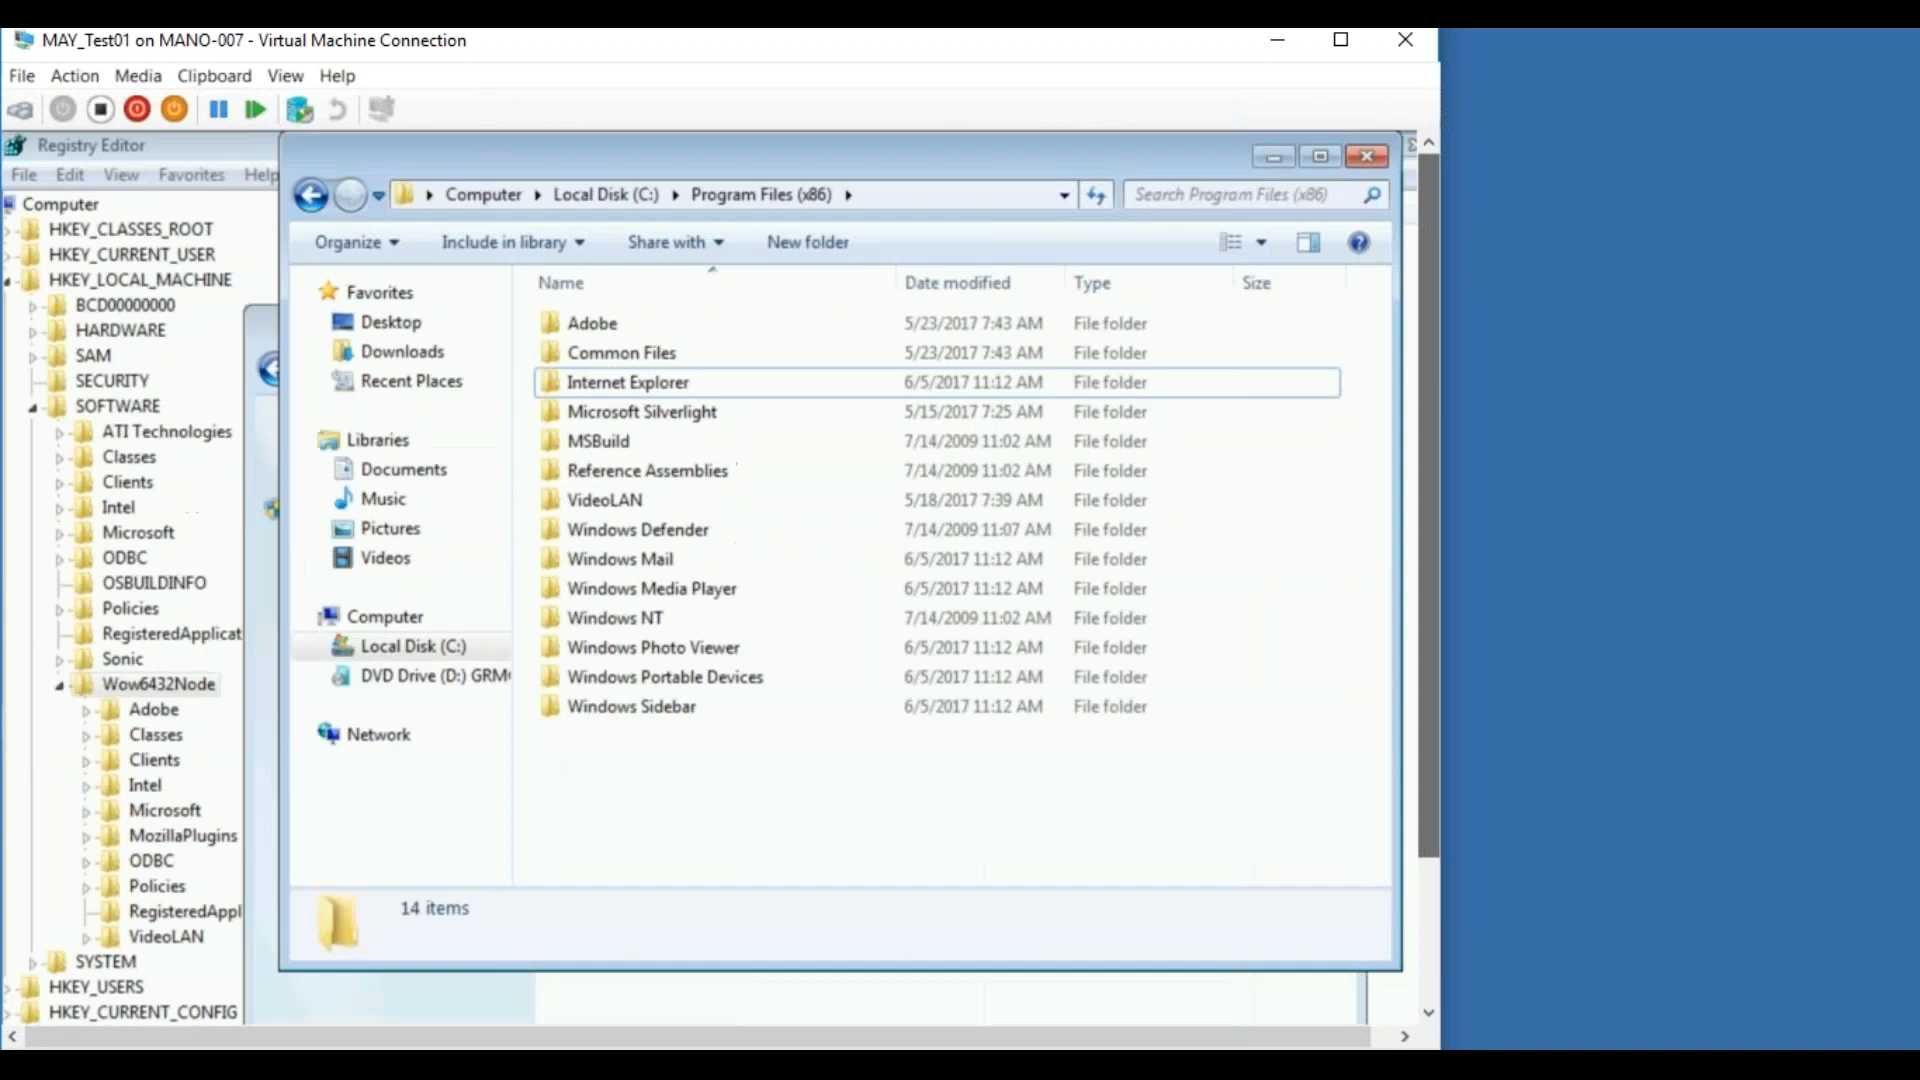 MAY_Test01 on MANO-007 - Virtual Machine Connection
File Action Media Clipboard View Help
Registry Editor
File Edit View Favorites Help
Computer
HKEY_CLASSES_ROOT
HKEY_CURRENT_USER
HKEY_LOCAL_MACHINE
BCD00000000
HARDWARE
SAM
SECURITY
SOFTWARE
ATI Technologies
Classes
Clients
Intel
Microsoft
ODBC
OSBUILDINFO
Policies
RegisteredApplicat
Sonic
Wow6432Node
Adobe
Classes
Clients
Intel
Microsoft
MozillaPlugins
ODBC
Policies
RegisteredAppl
VideoLAN
SYSTEM
HKEY_USERS
HKEY_CURRENT_CONFIG
Computer Local Disk (C:) Program Files (x86)
Search Program Files (x86)
Organize Include in library Share with New folder
Favorites
Desktop
Downloads
Recent Places
Libraries
Documents
Music
Pictures
Videos
Computer
Local Disk (C:)
DVD Drive (D:) GRM
Network
Name Date modified Type Size
Adobe 5/23/2017 7:43 AM File folder
Common Files 5/23/2017 7:43 AM File folder
Internet Explorer 6/5/2017 11:12 AM File folder
Microsoft Silverlight 5/15/2017 7:25 AM File folder
MSBuild 7/14/2009 11:02 AM File folder
Reference Assemblies 7/14/2009 11:02 AM File folder
VideoLAN 5/18/2017 7:39 AM File folder
Windows Defender 7/14/2009 11:07 AM File folder
Windows Mail 6/5/2017 11:12 AM File folder
Windows Media Player 6/5/2017 11:12 AM File folder
Windows NT 7/14/2009 11:02 AM File folder
Windows Photo Viewer 6/5/2017 11:12 AM File folder
Windows Portable Devices 6/5/2017 11:12 AM File folder
Windows Sidebar 6/5/2017 11:12 AM File folder
14 items